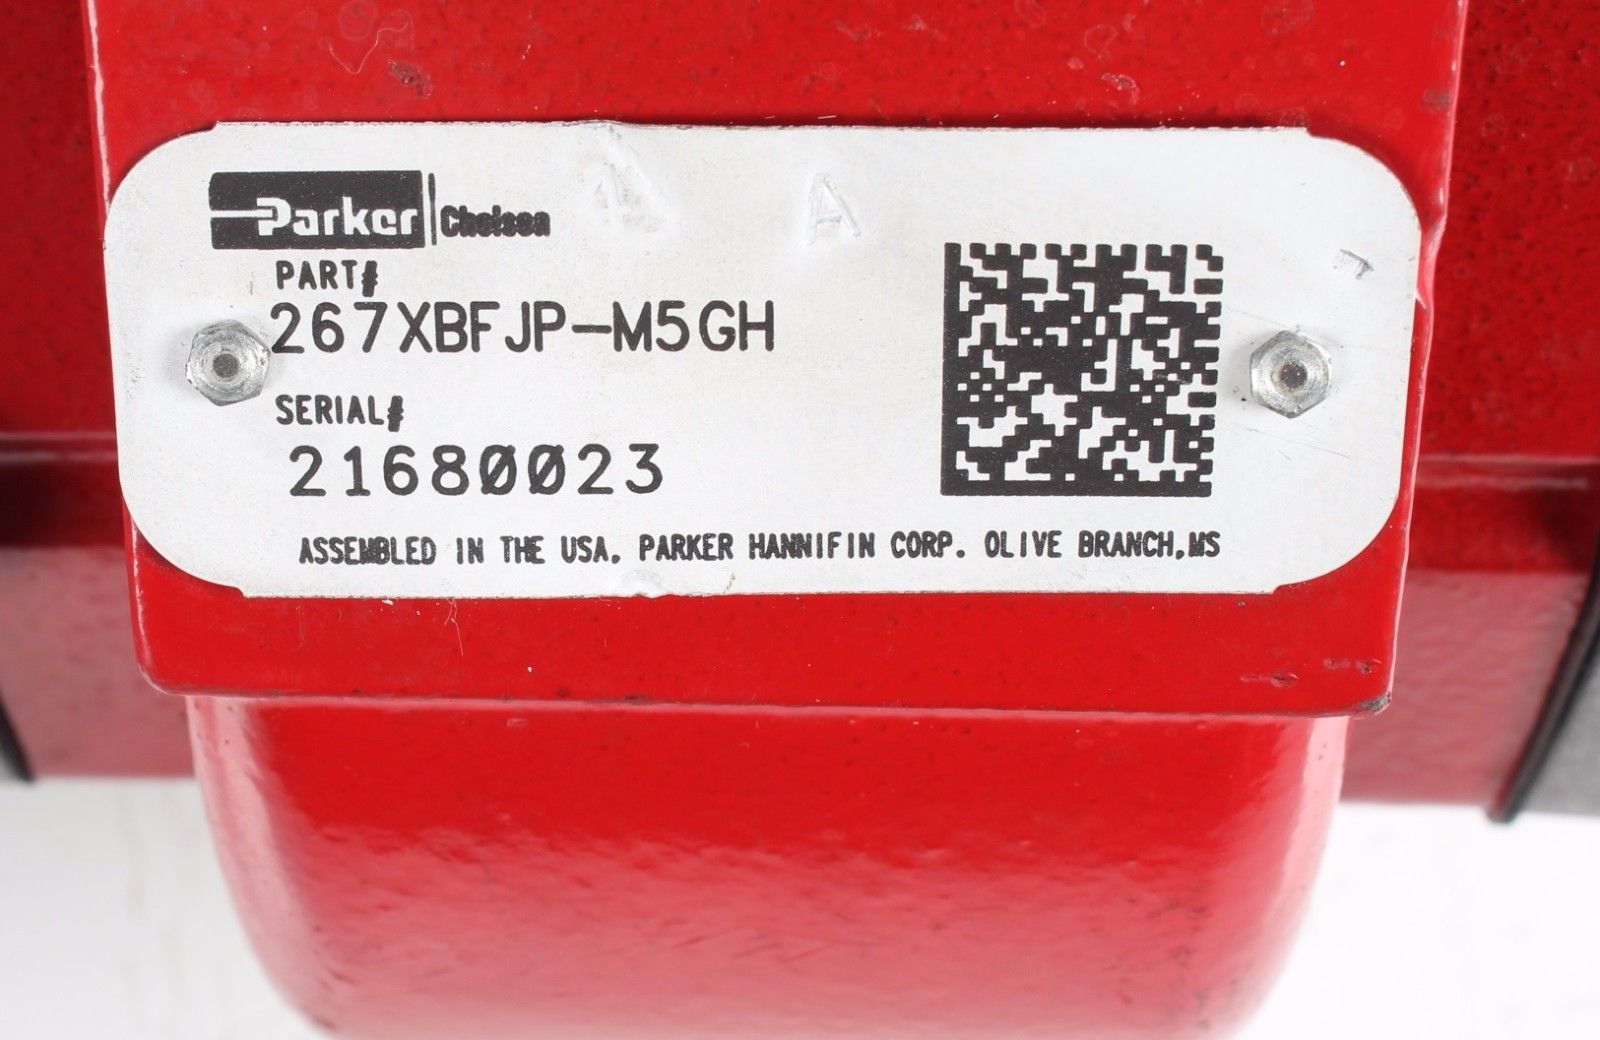 Parker Chelsea
PART#
267XBFJP-M5GH
SERIAL#
21680023
ASSEMBLED IN THE USA. PARKER HANNIFIN CORP. OLIVE BRANCH,MS
A